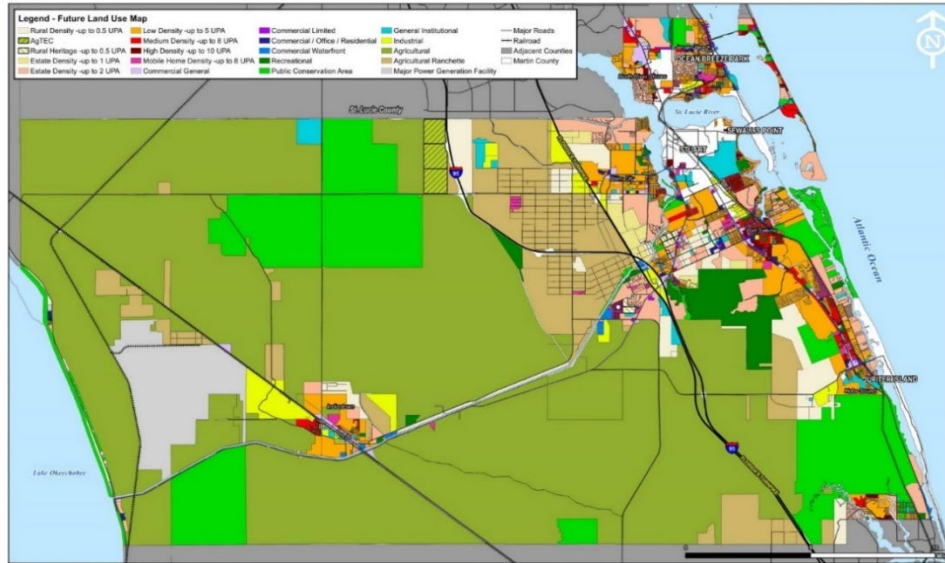 Legend - Future Land Use Map
Rural Density -up to 0.5 UPA
AgTEC
Rural Heritage -up to 0.5 UPA
Estate Density -up to 1 UPA
Estate Density -up to 2 UPA
Low Density -up to 5 UPA
Medium Density -up to 8 UPA
High Density -up to 10 UPA
Mobile Home Density -up to 8 UPA
Commercial General
Commercial Limited
Commercial / Office / Residential
Commercial Waterfront
Recreational
Public Conservation Area
General Institutional
Industrial
Agricultural
Agricultural Ranchette
Major Power Generation Facility
Major Roads
Railroad
Adjacent Counties
Martin County
OCEAN BREEZE PARK
St. Lucie River
SEWALLS POINT
STUART
St. Lucie County
95
Atlantic Ocean
JUPITER ISLAND
Indiantown
Lake Okeechobee
95
N